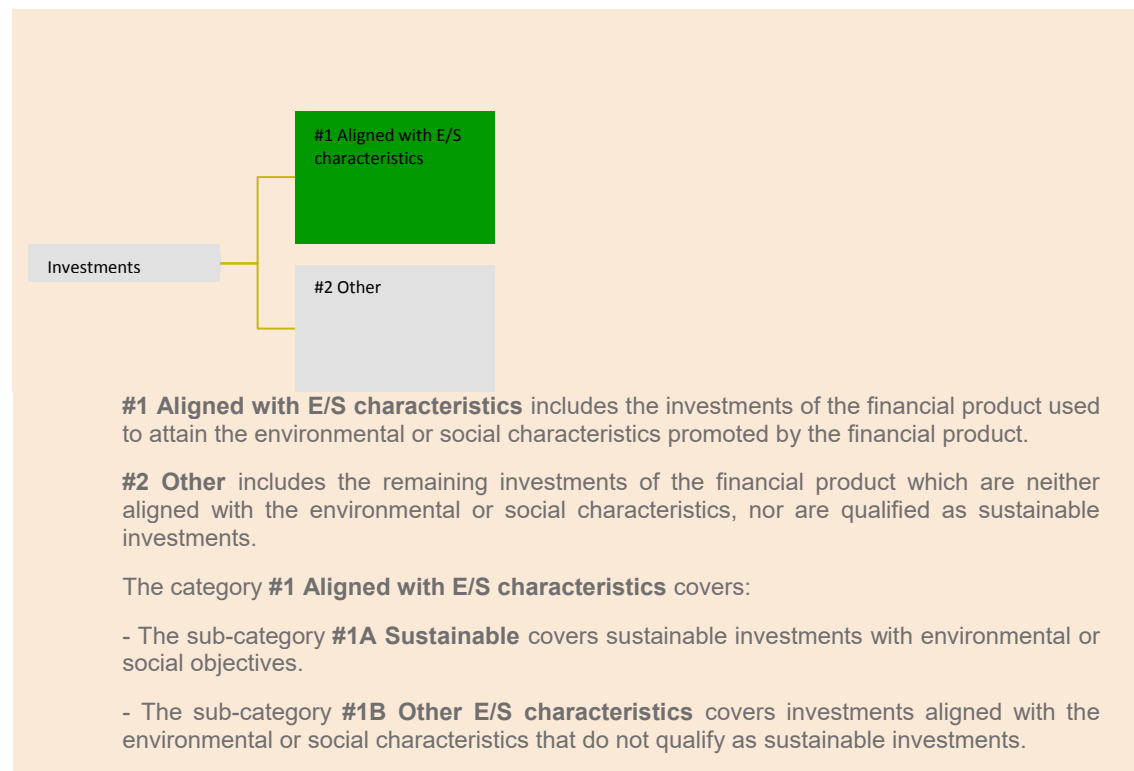 #1 Aligned with E/S
characteristics
Investments
#2 Other
#1 Aligned with E/S characteristics includes the investments of the financial product used
to attain the environmental or social characteristics promoted by the financial product.
#2 Other includes the remaining investments of the financial product which are neither
aligned with the environmental or social characteristics, nor are qualified as sustainable
investments.
The category #1 Aligned with E/S characteristics covers:
- The sub-category #1A Sustainable covers sustainable investments with environmental or
social objectives.
- The sub-category #1B Other E/S characteristics covers investments aligned with the
environmental or social characteristics that do not qualify as sustainable investments.